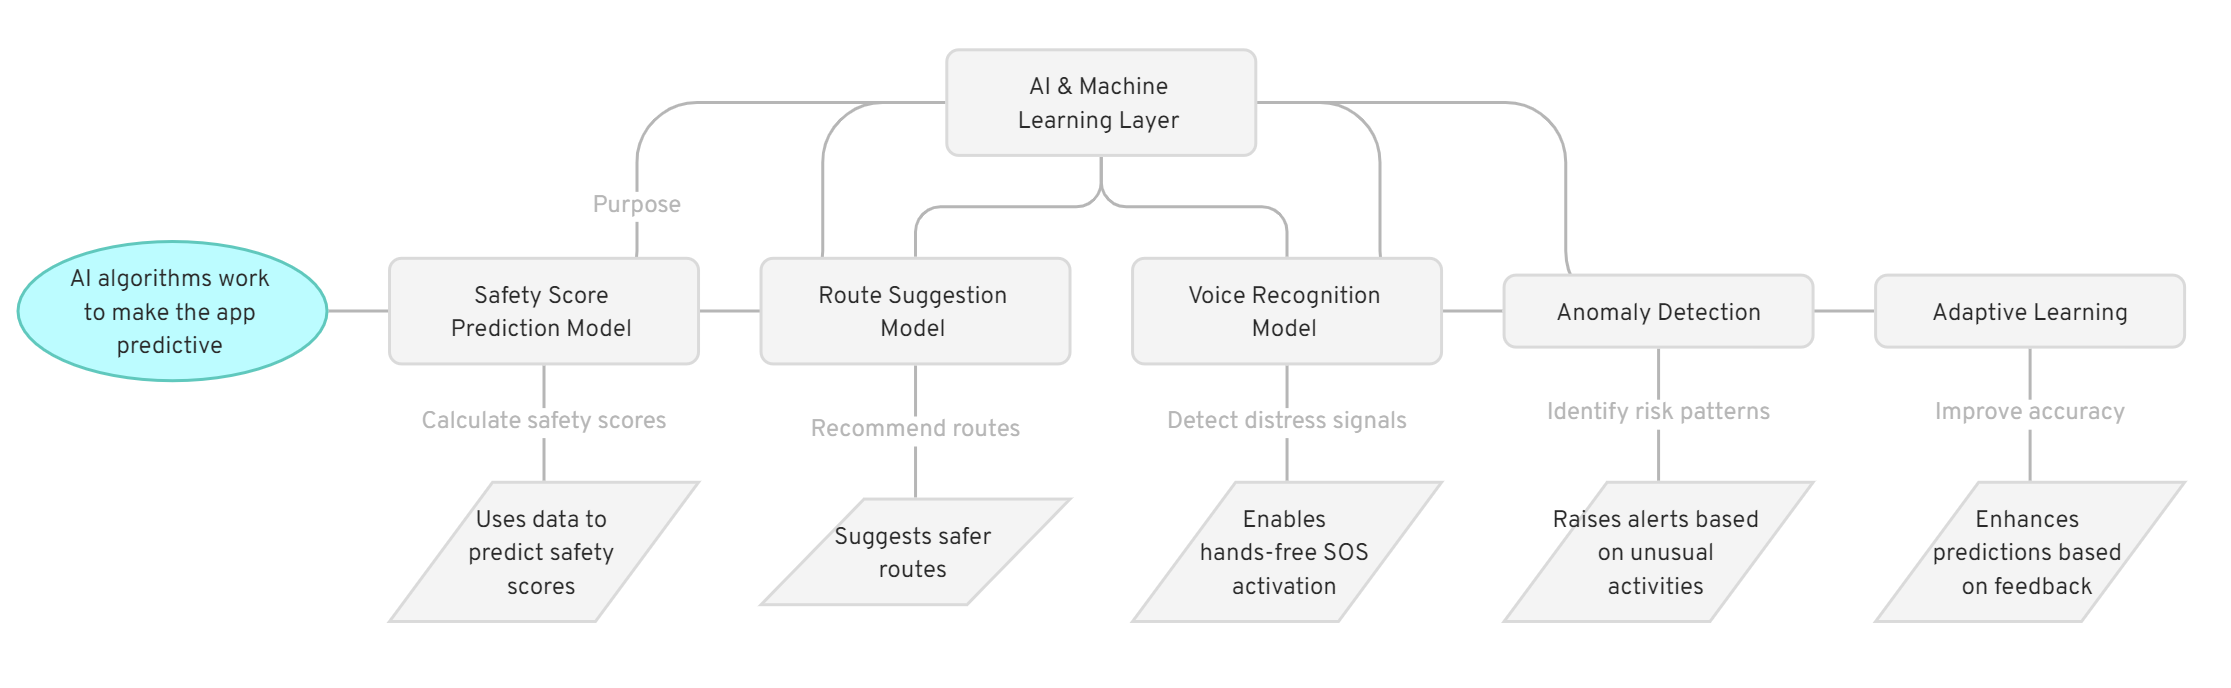 AI & Machine
Learning Layer
Purpose
AI algorithms work
to make the app
predictive
Safety Score
Prediction Model
Route Suggestion
Model
Voice Recognition
Model
Anomaly Detection
Adaptive Learning
Calculate safety scores
Recommend routes
Detect distress signals
Identify risk patterns
Improve accuracy
Uses data to
predict safety
scores
Suggests safer
routes
Enables
hands-free SOS
activation
Raises alerts based
on unusual
activities
Enhances
predictions based
on feedback